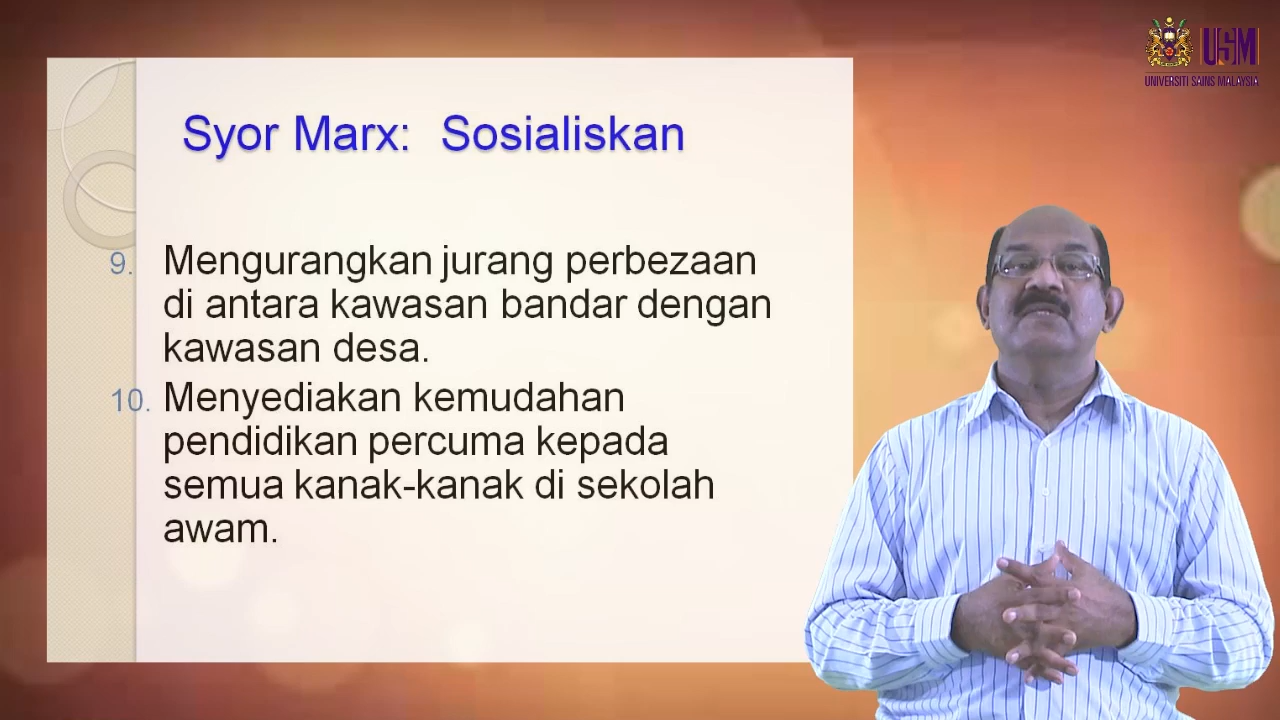 USM
UNIVERSITI SAINS MALAYSIA
Syor Marx: Sosialiskan
9. Mengurangkan jurang perbezaan
di antara kawasan bandar dengan
kawasan desa.
10. Menyediakan kemudahan
pendidikan percuma kepada
semua kanak-kanak di sekolah
awam.